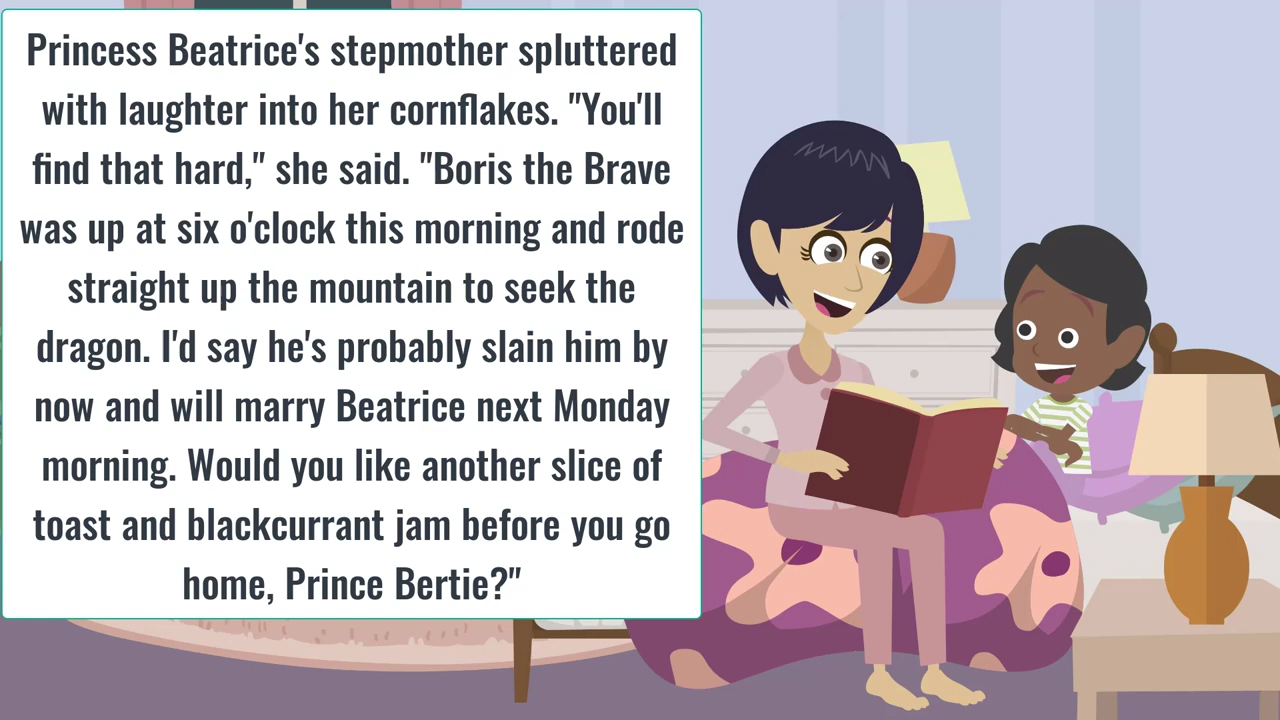 Princess Beatrice's stepmother spluttered
with laughter into her cornflakes. "You'll
find that hard," she said. "Boris the Brave
was up at six o'clock this morning and rode
straight up the mountain to seek the
dragon. I'd say he's probably slain him by
now and will marry Beatrice next Monday
morning. Would you like another slice of
toast and blackcurrant jam before you go
home, Prince Bertie?"